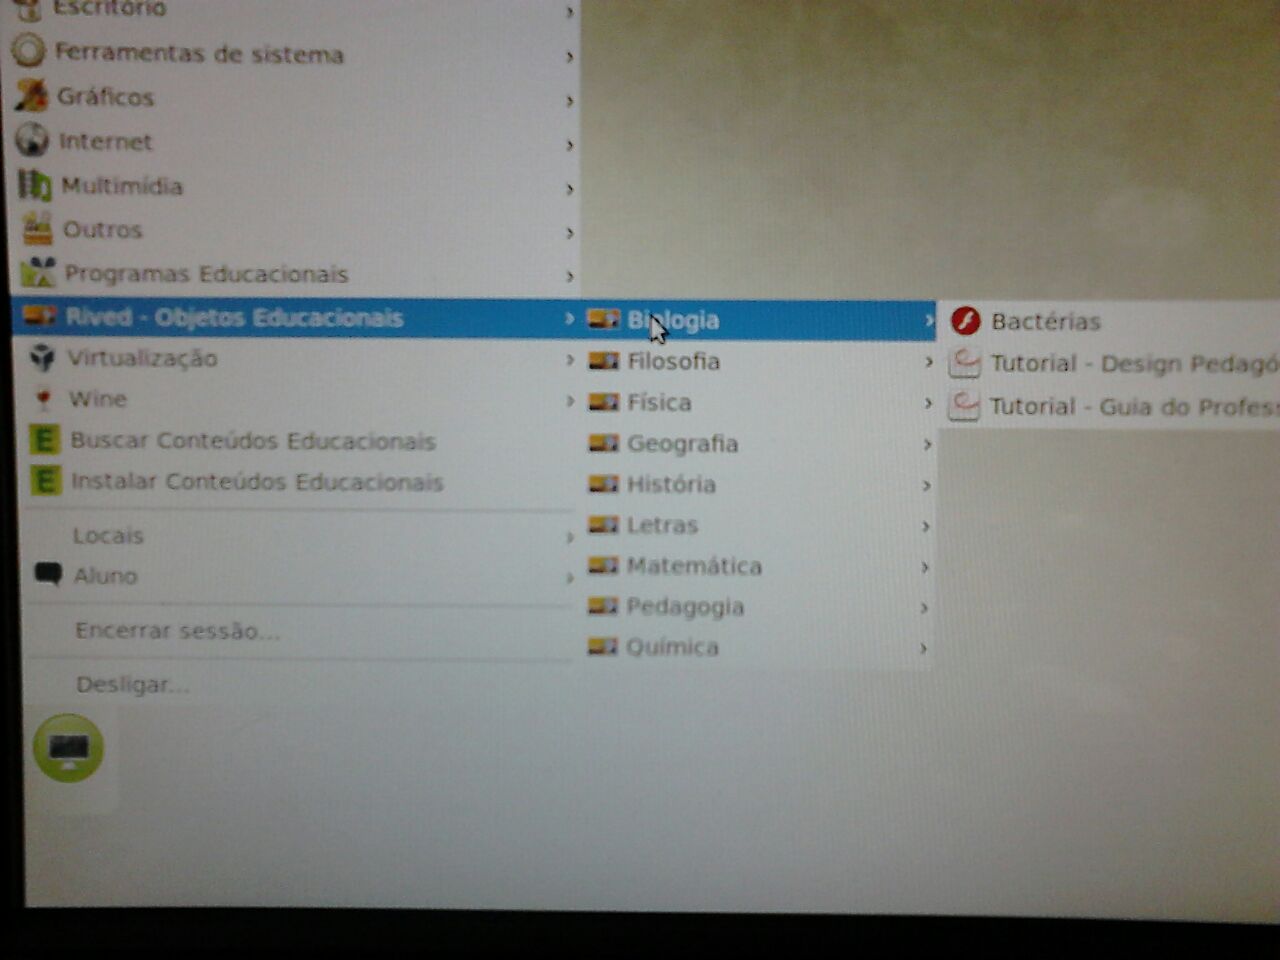 Escritório
Ferramentas de sistema
Gráficos
Internet
Multimídia
Outros
Programas Educacionais
Rived - Objetos Educacionais
Virtualização
Wine
Buscar Conteúdos Educacionais
Instalar Conteúdos Educacionais
Locais
Aluno
Encerrar sessão...
Desligar...
Biologia
Filosofia
Física
Geografia
História
Letras
Matemática
Pedagogia
Química
Bactérias
Tutorial - Design Pedagó
Tutorial - Guia do Profess